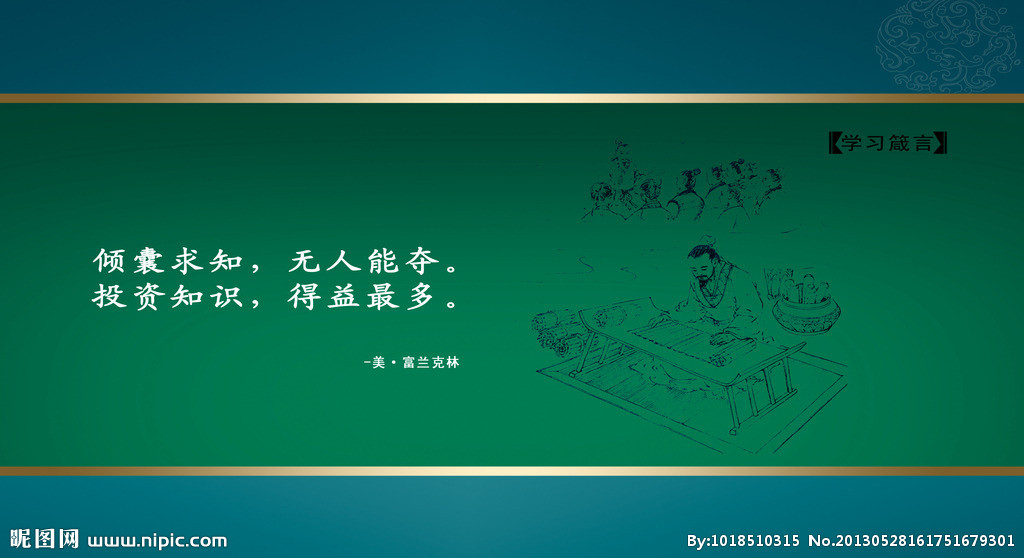 【学习箴言】
倾囊求知，无人能夺。
投资知识，得益最多。
-美·富兰克林
昵图网 www.nipic.com
By:1018510315 No.20130528161751679301